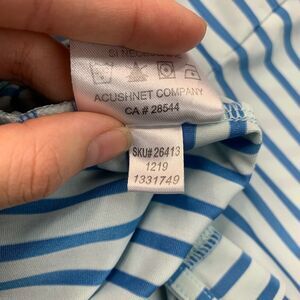 ACUSHNET COMPANY
CA # 28544
SKU# 26413
1219
1331749